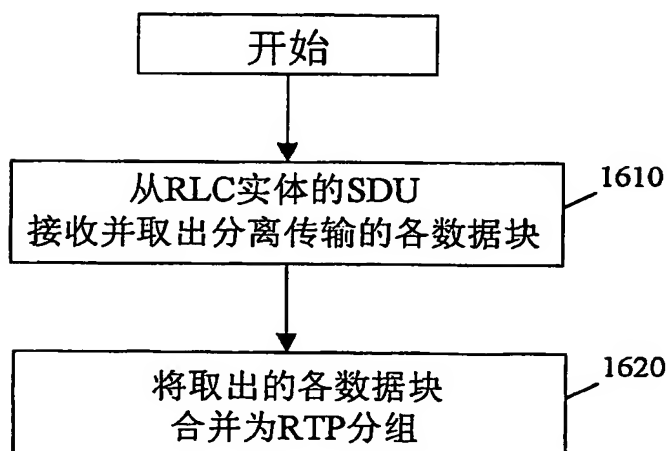 开始
从RLC实体的SDU
接收并取出分离传输的各数据块
1610
将取出的各数据块
合并为RTP分组
1620